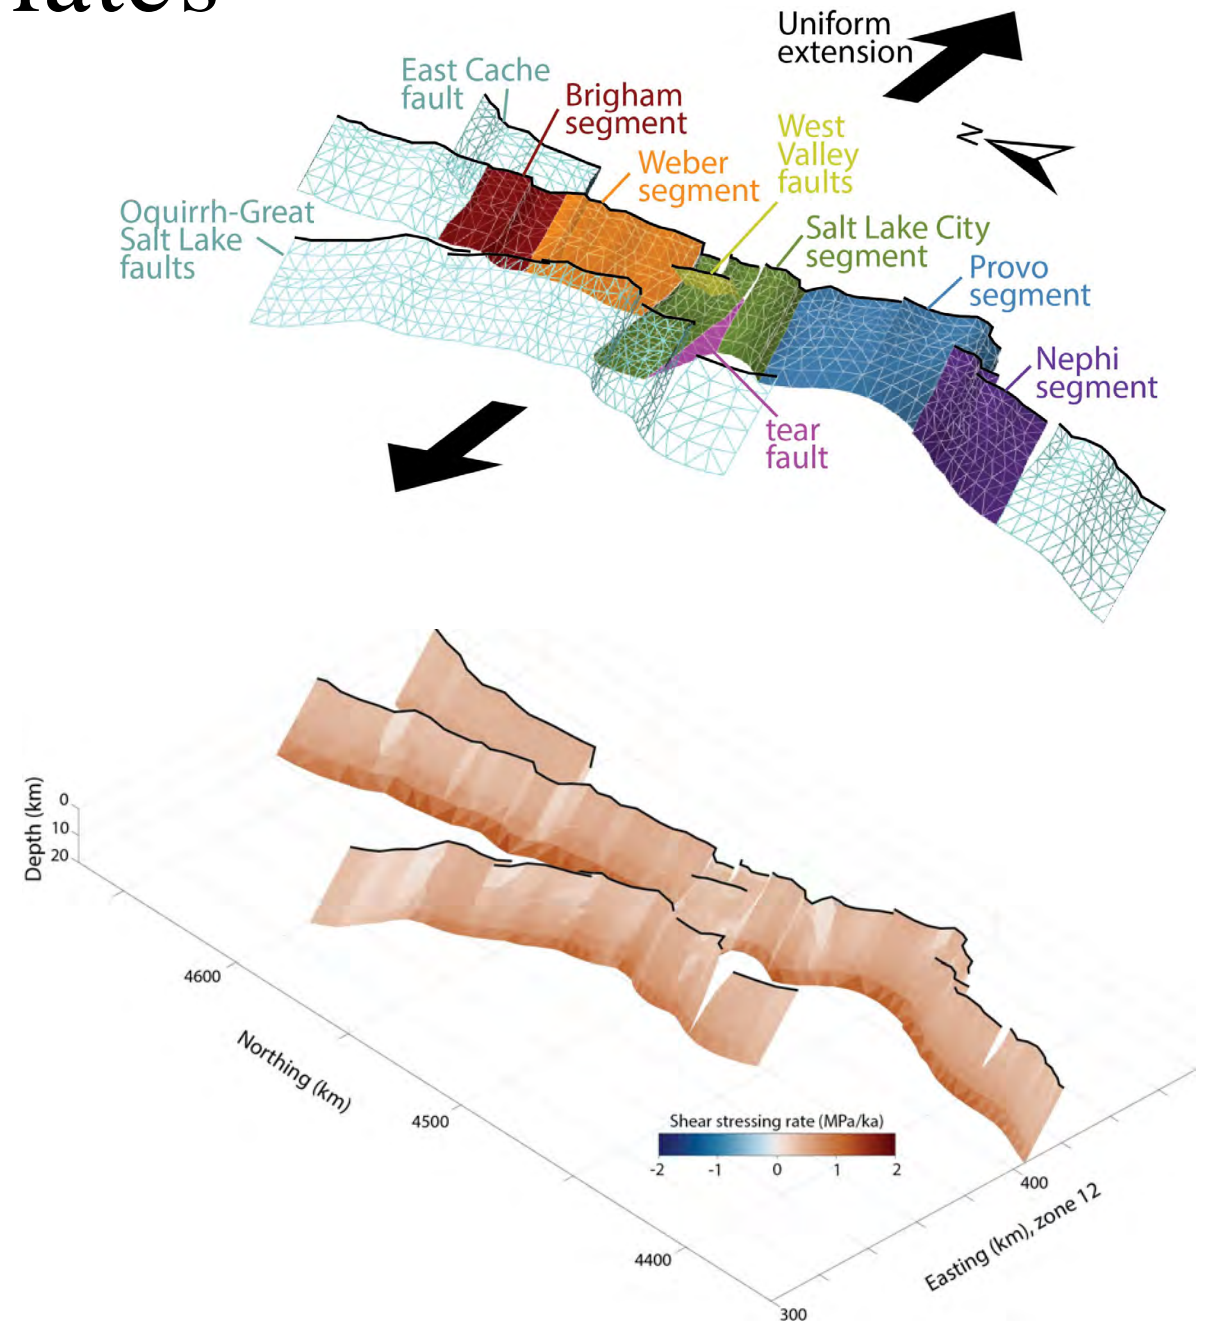 Uniform
extension
East Cache
fault
Brigham
segment
West
Valley
faults
Weber
segment
N
Oquirrh-Great
Salt Lake
faults
Salt Lake City
segment
Provo
segment
Nephi
segment
tear
fault
Depth (km)
0
10
20
4600
Northing (km)
4500
Shear stressing rate (MPa/ka)
-2 -1 0 1 2
400
Easting (km), zone 12
4400
300